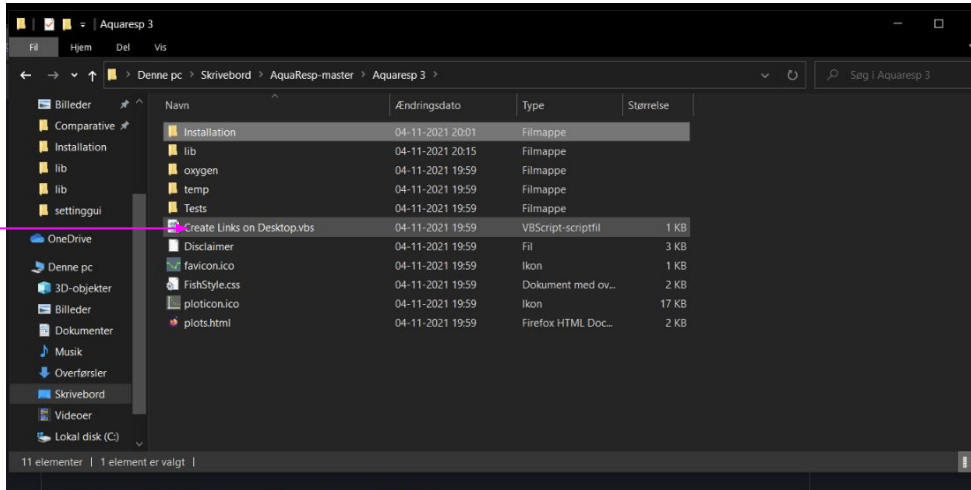 Aquaresp 3
Fil Hjem Del Vis
Denne pc > Skrivebord > AquaResp-master > Aquaresp 3 >
Søg i Aquaresp 3
Billeder
Comparative
Installation
lib
lib
settinggui
OneDrive
Denne pc
3D-objekter
Billeder
Dokumenter
Musik
Overførsler
Skrivebord
Videoer
Lokal disk (C:)
Navn Ændringsdato Type Størrelse
Installation 04-11-2021 20:01 Filmappe
lib 04-11-2021 20:15 Filmappe
oxygen 04-11-2021 19:59 Filmappe
temp 04-11-2021 19:59 Filmappe
Tests 04-11-2021 19:59 Filmappe
Create Links on Desktop.vbs 04-11-2021 19:59 VBScript-scriptfil 1 KB
Disclaimer 04-11-2021 19:59 Fil 3 KB
favicon.ico 04-11-2021 19:59 Ikon 1 KB
FishStyle.css 04-11-2021 19:59 Dokument med ov... 2 KB
ploticon.ico 04-11-2021 19:59 Ikon 17 KB
plots.html 04-11-2021 19:59 Firefox HTML Doc... 2 KB
11 elementer | 1 element er valgt |